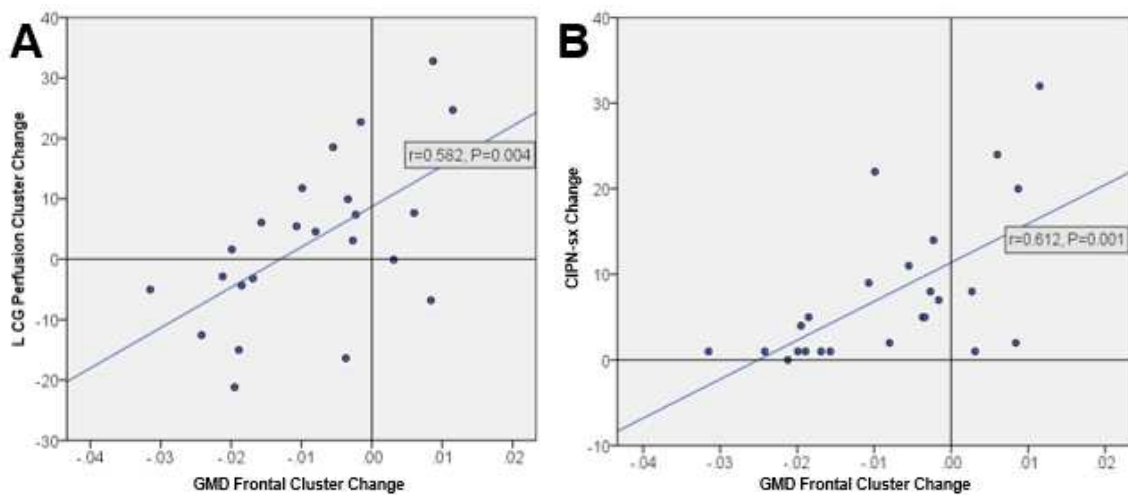 A
40
30
20
10
0
-10
-20
-30
L CG Perfusion Cluster Change
r=0.582, P=0.004
-.04 -.03 -.02 -.01 .00 .01 .02
GMD Frontal Cluster Change
B
40
30
20
10
0
-10
CIPN-sx Change
r=0.612, P=0.001
-.04 -.03 -.02 -.01 .00 .01 .02
GMD Frontal Cluster Change